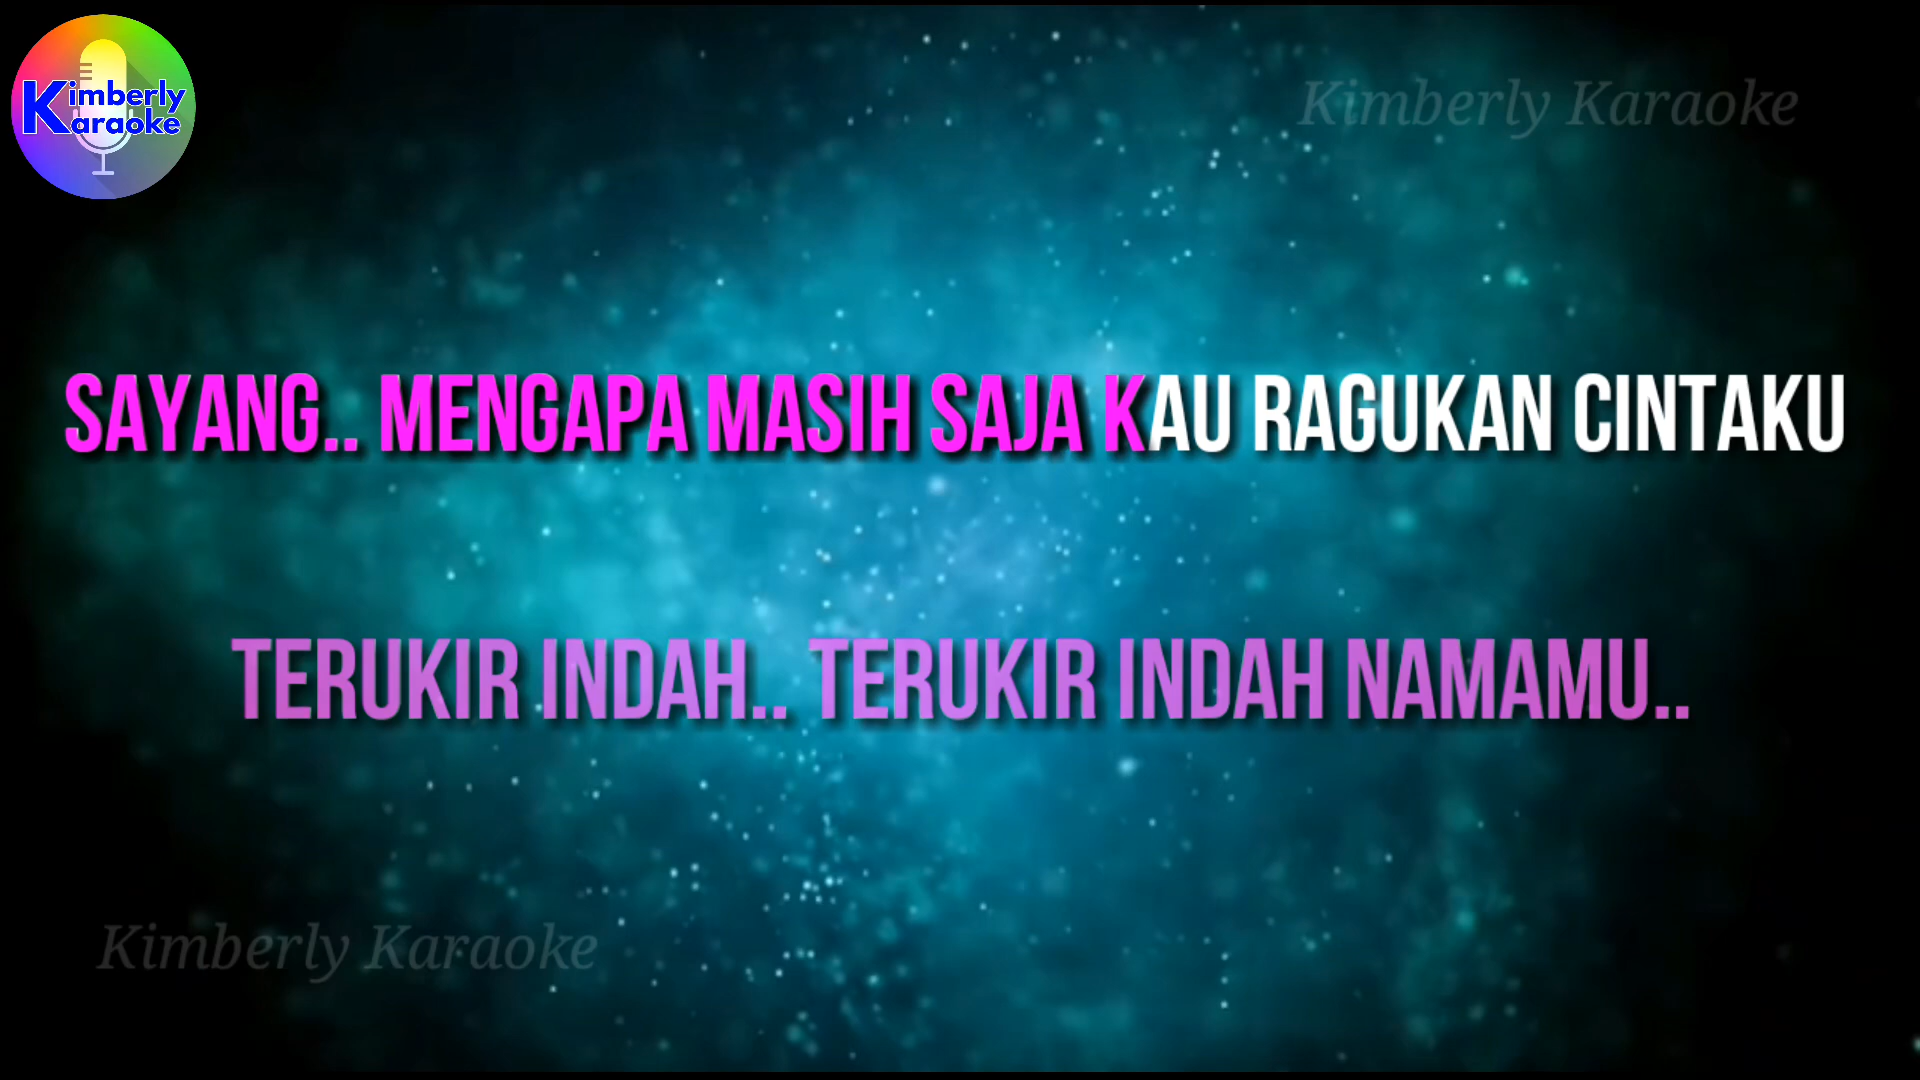 Kimberly
Karaoke
Kimberly Karaoke
SAYANG.. MENGAPA MASIH SAJA KAU RAGUKAN CINTAKU
TERUKIR INDAH.. TERUKIR INDAH NAMAMU..
Kimberly Karaoke